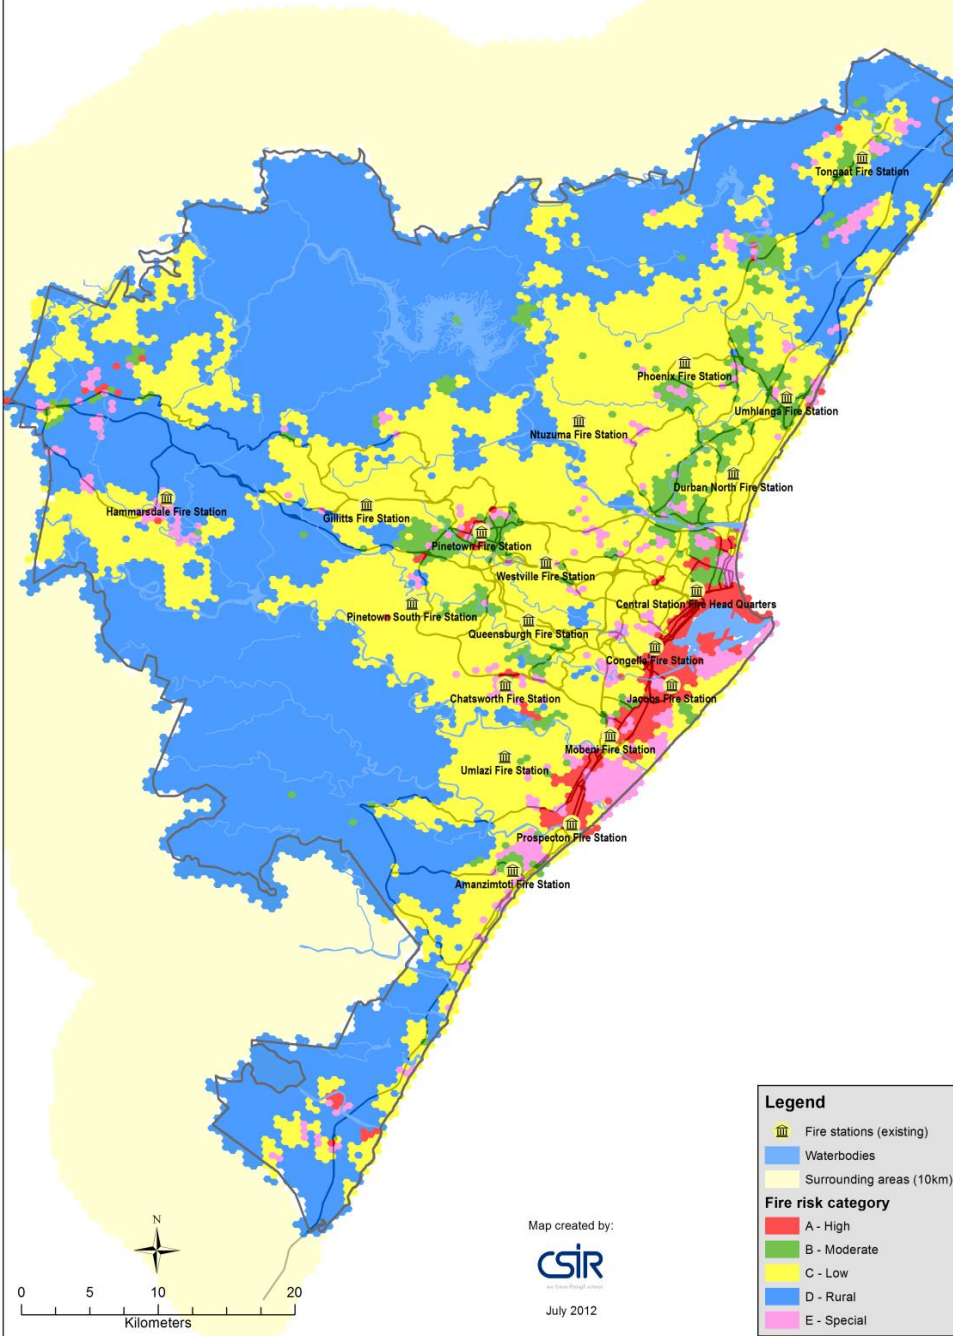 Tongaat Fire Station
Phoenix Fire Station
Umhlanga Fire Station
Ntuzuma Fire Station
Durban North Fire Station
Hammarsdale Fire Station
Gillitts Fire Station
Pinetown Fire Station
Westville Fire Station
Central Station Fire Head Quarters
Pinetown South Fire Station
Queensburgh Fire Station
Congella Fire Station
Chatsworth Fire Station
Jacobs Fire Station
Mobeni Fire Station
Umlazi Fire Station
Prospecton Fire Station
Amanzimtoti Fire Station
N
0 5 10 20
Kilometers
Map created by:
CSIR
our future through science
July 2012
Legend
Fire stations (existing)
Waterbodies
Surrounding areas (10km)
Fire risk category
A - High
B - Moderate
C - Low
D - Rural
E - Special